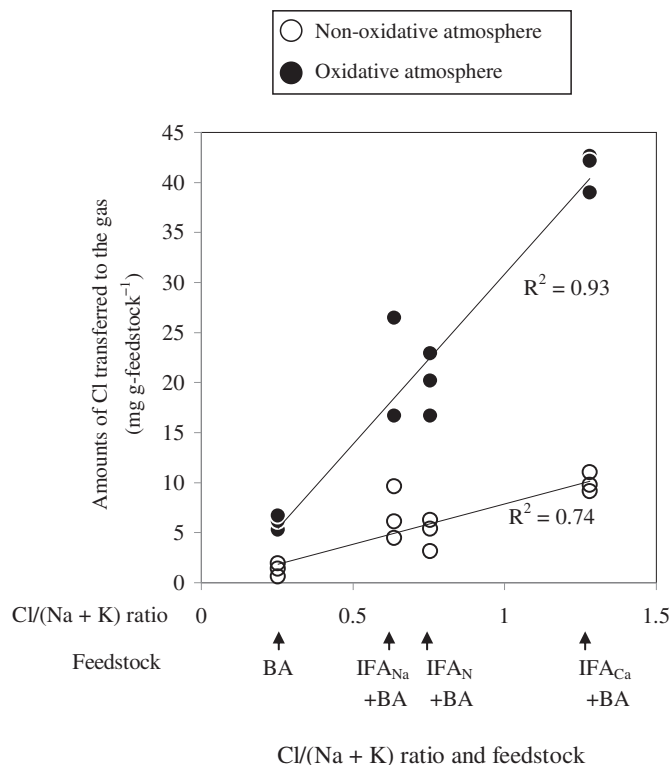 Non-oxidative atmosphere
Oxidative atmosphere
45
40
35
30
25
20
15
10
5
0
Amounts of Cl transferred to the gas
(mg g-feedstock⁻¹)
R² = 0.93
R² = 0.74
Cl/(Na + K) ratio 0 0.5 1 1.5
Feedstock BA IFA_Na IFA_N IFA_Ca
+BA +BA +BA
Cl/(Na + K) ratio and feedstock